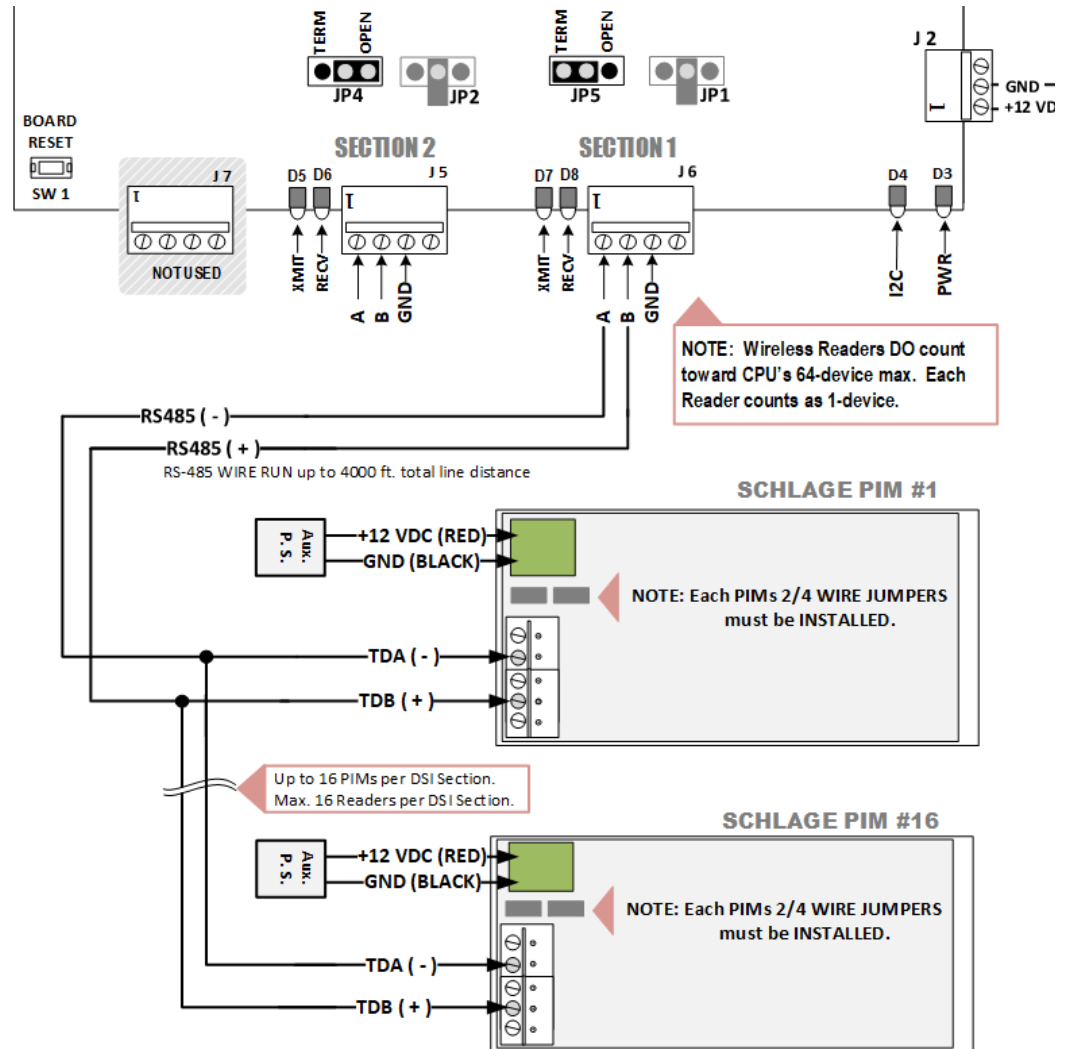 TERM
OPEN
JP4
JP2
TERM
OPEN
JP5
JP1
J 2
1
GND
+12 VD
BOARD
RESET
SW 1
SECTION 2
SECTION 1
J 7
1
NOT USED
D5 D6
XMIT
RECV
J 5
1
A
B
GND
D7 D8
XMIT
RECV
J 6
1
A
B
GND
D4
D3
I2C
PWR
NOTE: Wireless Readers DO count
toward CPU's 64-device max. Each
Reader counts as 1-device.
RS485 ( - )
RS485 ( + )
RS-485 WIRE RUN up to 4000 ft. total line distance
SCHLAGE PIM #1
Aux.
P.S.
+12 VDC (RED)
GND (BLACK)
NOTE: Each PIMs 2/4 WIRE JUMPERS
must be INSTALLED.
TDA ( - )
TDB ( + )
Up to 16 PIMs per DSI Section.
Max. 16 Readers per DSI Section.
SCHLAGE PIM #16
Aux.
P.S.
+12 VDC (RED)
GND (BLACK)
NOTE: Each PIMs 2/4 WIRE JUMPERS
must be INSTALLED.
TDA ( - )
TDB ( + )